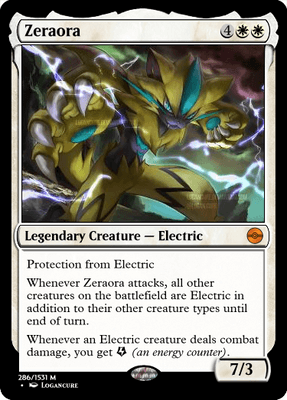 Zeraora 4
Legendary Creature — Electric
Protection from Electric
Whenever Zeraora attacks, all other
creatures on the battlefield are Electric in
addition to their other creature types until
end of turn.
Whenever an Electric creature deals combat
damage, you get (an energy counter).
7/3
286/1531 M
• Logancure